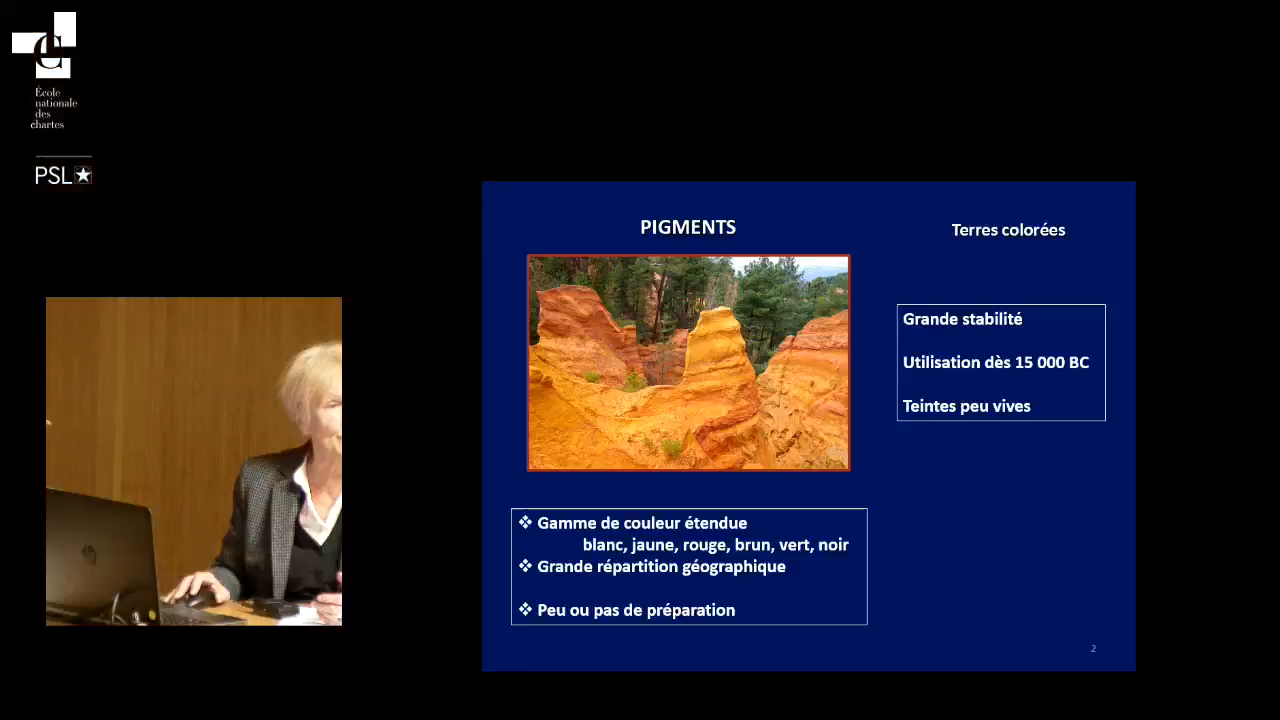 École
nationale
des
chartes
PSL
PIGMENTS
Terres colorées
Grande stabilité
Utilisation dès 15 000 BC
Teintes peu vives
❖ Gamme de couleur étendue
blanc, jaune, rouge, brun, vert, noir
❖ Grande répartition géographique
❖ Peu ou pas de préparation
2